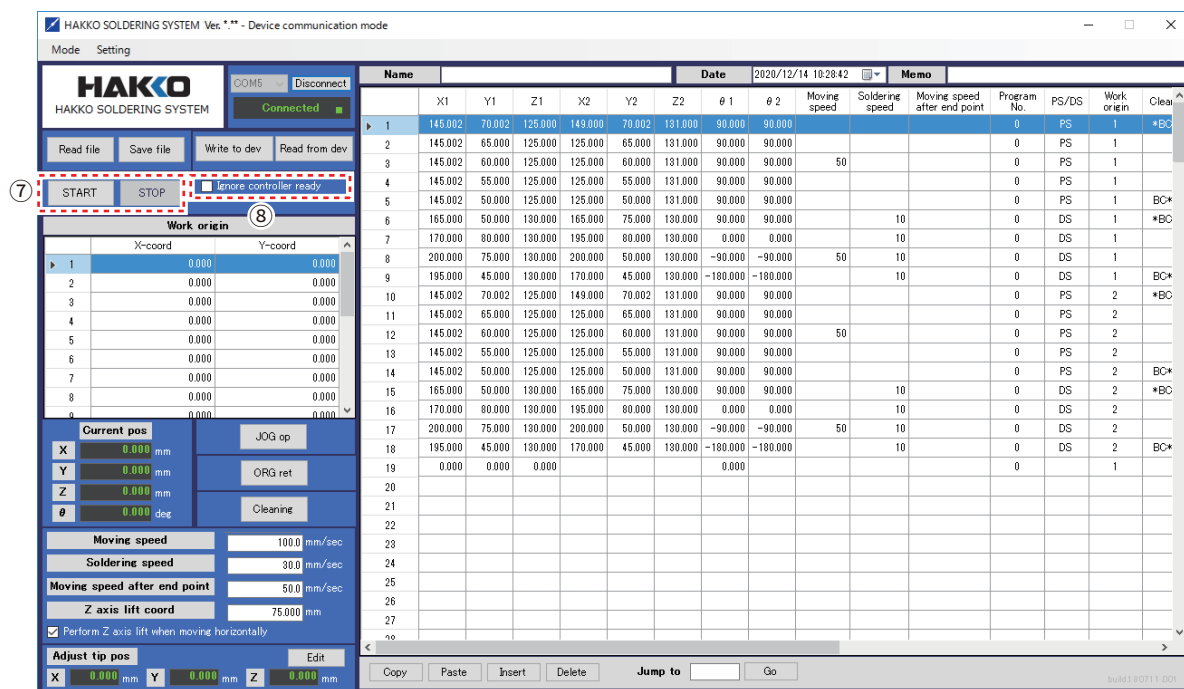 HAKKO SOLDERING SYSTEM Ver. *.** - Device communication mode
Mode Setting
HAKKO
HAKKO SOLDERING SYSTEM
COM5 Disconnect
Connected
Read file Save file Write to dev Read from dev
⑦ START STOP Ignore controller ready
⑧
Work origin
X-coord Y-coord
1 0.000 0.000
2 0.000 0.000
3 0.000 0.000
4 0.000 0.000
5 0.000 0.000
6 0.000 0.000
7 0.000 0.000
8 0.000 0.000
9 0.000 0.000
Current pos
X 0.000 mm
Y 0.000 mm
Z 0.000 mm
θ 0.000 deg
JOG op
ORG ret
Cleaning
Moving speed 100.0 mm/sec
Soldering speed 30.0 mm/sec
Moving speed after end point 50.0 mm/sec
Z axis lift coord 75.000 mm
Perform Z axis lift when moving horizontally
Adjust tip pos Edit
X 0.000 mm Y 0.000 mm Z 0.000 mm
Name Date 2020/12/14 10:28:42 Memo
X1 Y1 Z1 X2 Y2 Z2 θ 1 θ 2 Moving speed Soldering speed Moving speed after end point Program No. PS/DS Work origin Clea
1 145.002 70.002 125.000 149.000 70.002 131.000 90.000 90.000 0 PS 1 *BC
2 145.002 65.000 125.000 125.000 65.000 131.000 90.000 90.000 0 PS 1
3 145.002 60.000 125.000 125.000 60.000 131.000 90.000 90.000 50 0 PS 1
4 145.002 55.000 125.000 125.000 55.000 131.000 90.000 90.000 0 PS 1
5 145.002 50.000 125.000 125.000 50.000 131.000 90.000 90.000 0 PS 1 BC*
6 165.000 50.000 130.000 165.000 75.000 130.000 90.000 90.000 10 0 DS 1 *BC
7 170.000 80.000 130.000 195.000 80.000 130.000 0.000 0.000 10 0 DS 1
8 200.000 75.000 130.000 200.000 50.000 130.000 -90.000 -90.000 50 10 0 DS 1
9 195.000 45.000 130.000 170.000 45.000 130.000 -180.000 -180.000 10 0 DS 1 BC*
10 145.002 70.002 125.000 149.000 70.002 131.000 90.000 90.000 0 PS 2 *BC
11 145.002 65.000 125.000 125.000 65.000 131.000 90.000 90.000 0 PS 2
12 145.002 60.000 125.000 125.000 60.000 131.000 90.000 90.000 50 0 PS 2
13 145.002 55.000 125.000 125.000 55.000 131.000 90.000 90.000 0 PS 2
14 145.002 50.000 125.000 125.000 50.000 131.000 90.000 90.000 0 PS 2 BC*
15 165.000 50.000 130.000 165.000 75.000 130.000 90.000 90.000 10 0 DS 2 *BC
16 170.000 80.000 130.000 195.000 80.000 130.000 0.000 0.000 10 0 DS 2
17 200.000 75.000 130.000 200.000 50.000 130.000 -90.000 -90.000 50 10 0 DS 2
18 195.000 45.000 130.000 170.000 45.000 130.000 -180.000 -180.000 10 0 DS 2 BC*
19 0.000 0.000 0.000 0.000 0 1
20
21
22
23
24
25
26
27
28
Copy Paste Insert Delete Jump to Go
build.180711.001